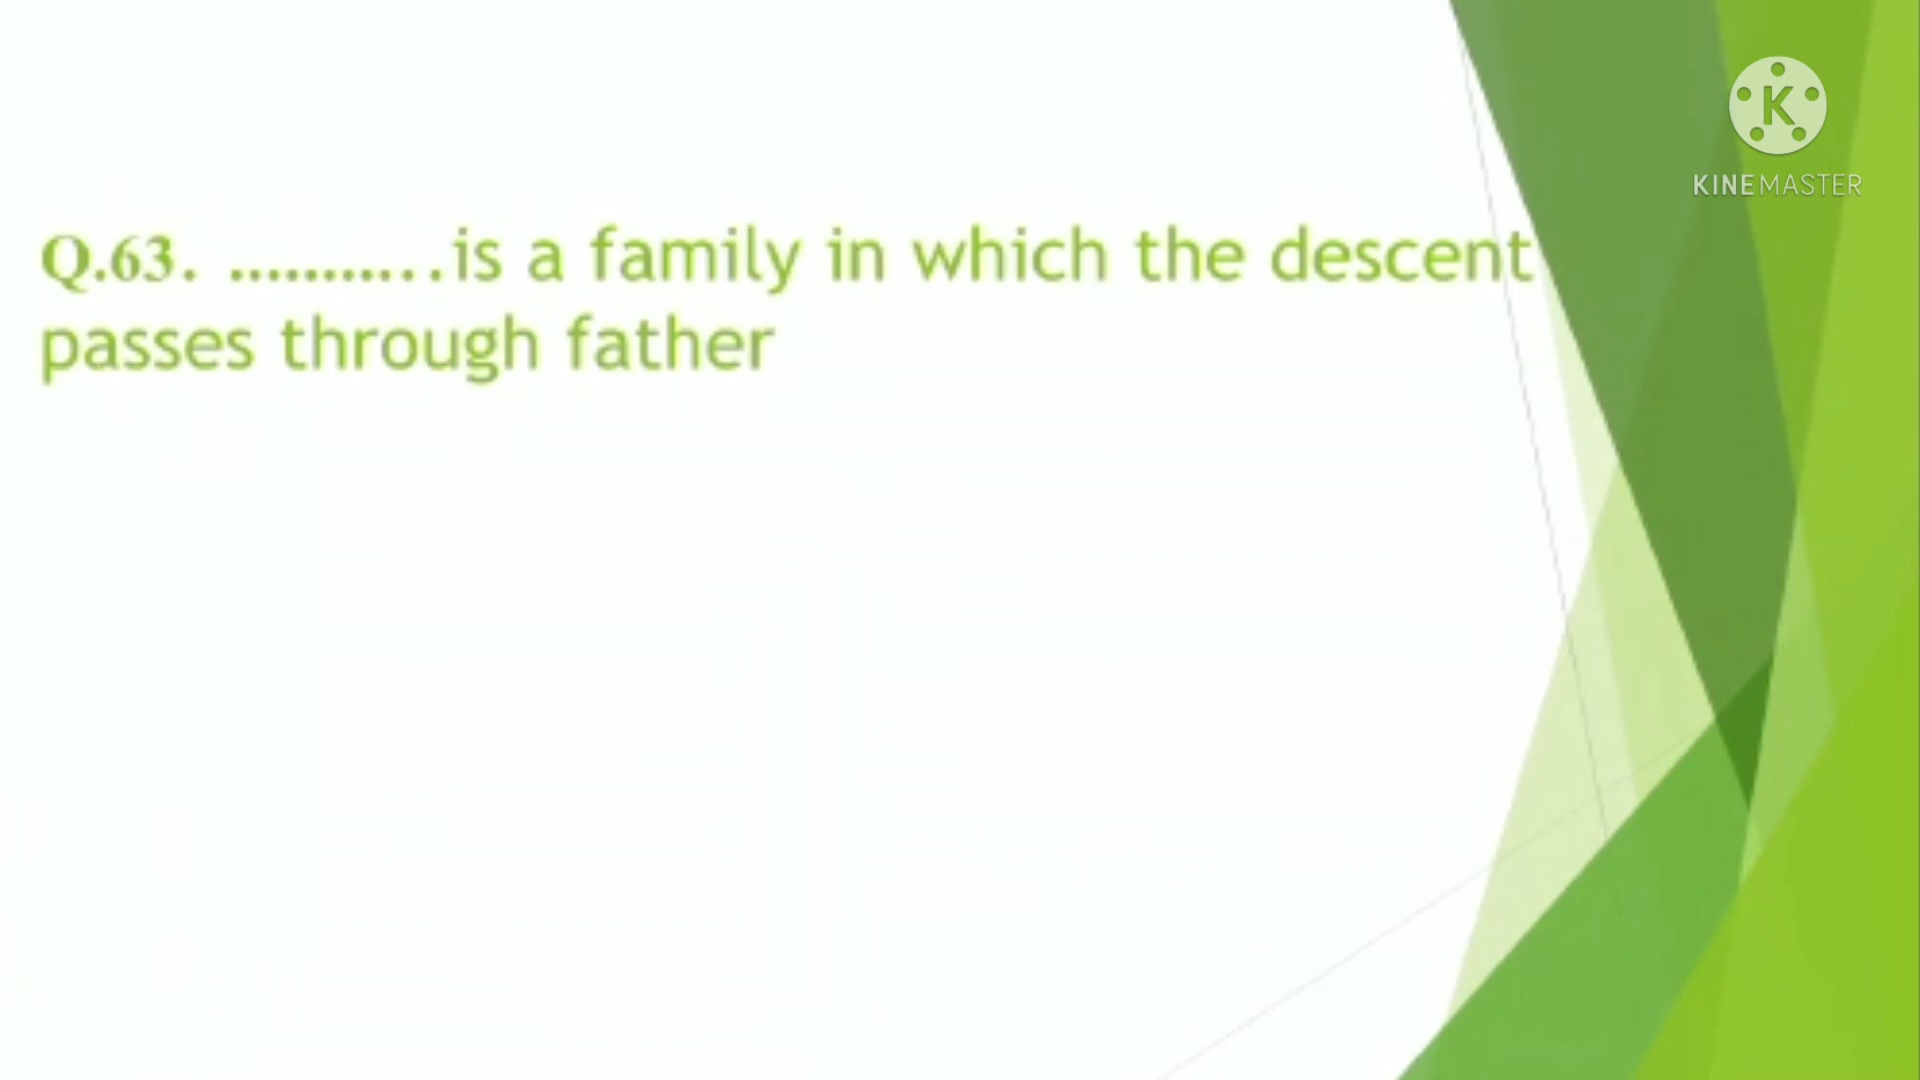 K
KINEMASTER
Q.63. ...........is a family in which the descent
passes through father